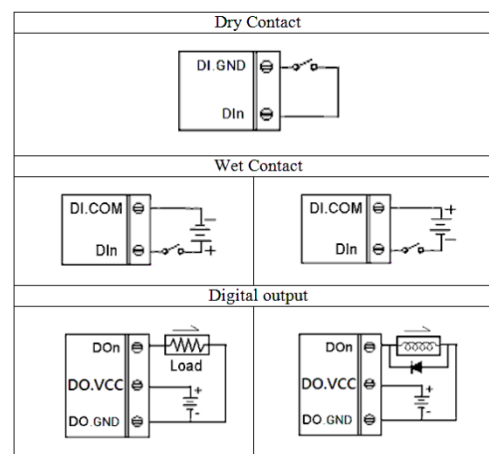 Dry Contact
DI.GND
DIn
Wet Contact
DI.COM
DIn
−
+
DI.COM
DIn
+
−
Digital output
DOn
Load
DO.VCC
+
-
DO.GND
DOn
DO.VCC
+
-
DO.GND